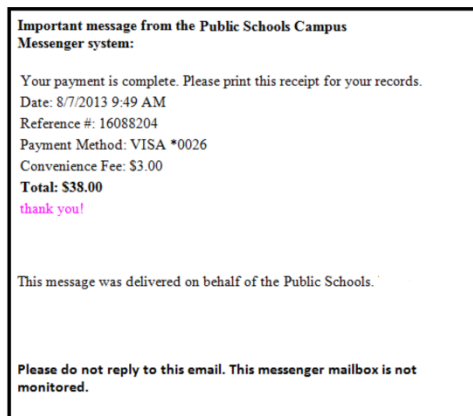 Important message from the Public Schools Campus
Messenger system:
Your payment is complete. Please print this receipt for your records.
Date: 8/7/2013 9:49 AM
Reference #: 16088204
Payment Method: VISA *0026
Convenience Fee: $3.00
Total: $38.00
thank you!
This message was delivered on behalf of the Public Schools.
Please do not reply to this email. This messenger mailbox is not
monitored.